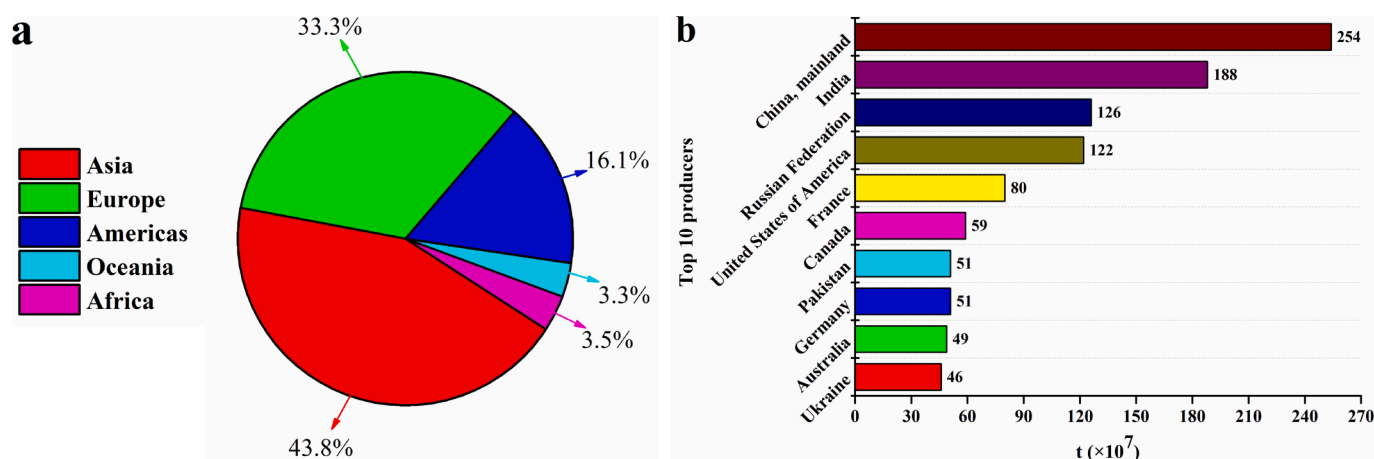 a
33.3%
16.1%
3.3%
3.5%
43.8%
Asia
Europe
Americas
Oceania
Africa
b
Top 10 producers
China, mainland
254
India
188
Russian Federation
126
United States of America
122
France
80
Canada
59
Pakistan
51
Germany
51
Australia
49
Ukraine
46
0 30 60 90 120 150 180 210 240 270
t (×10⁷)